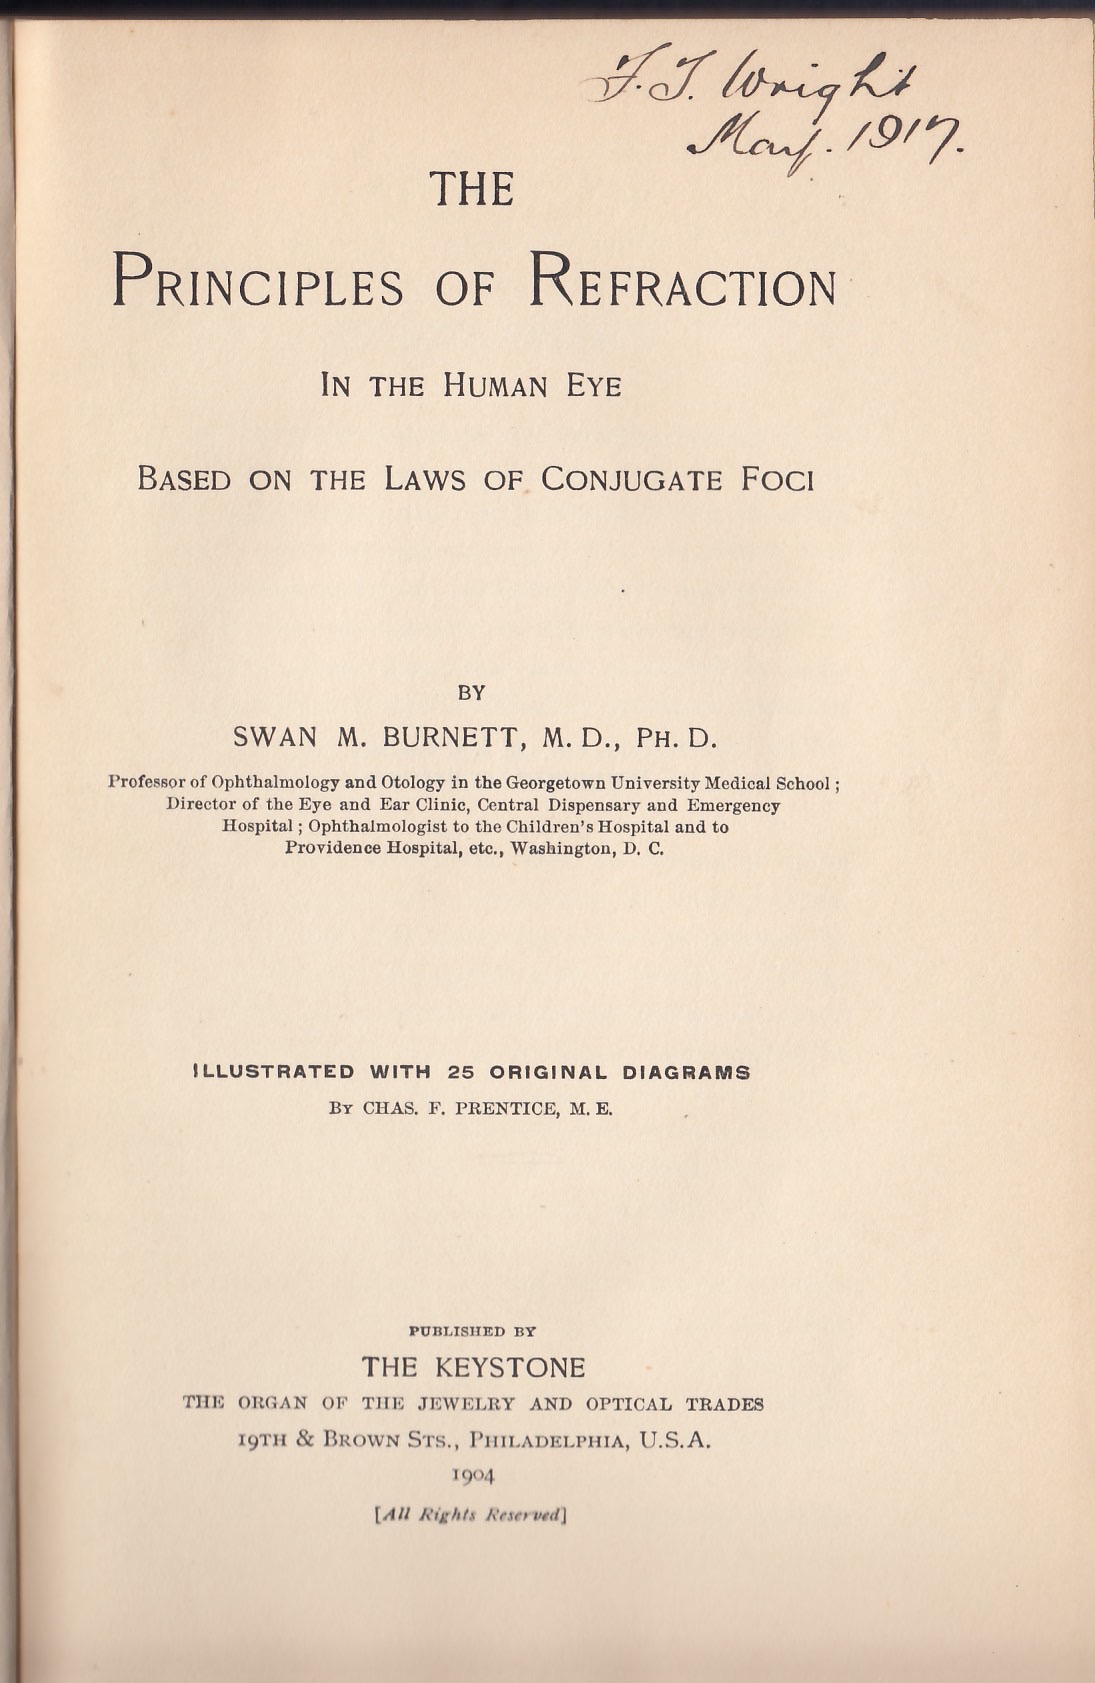 F. T. Wright
May. 1917.
THE
PRINCIPLES OF REFRACTION
IN THE HUMAN EYE
BASED ON THE LAWS OF CONJUGATE FOCI
BY
SWAN M. BURNETT, M. D., PH. D.
Professor of Ophthalmology and Otology in the Georgetown University Medical School ;
Director of the Eye and Ear Clinic, Central Dispensary and Emergency
Hospital ; Ophthalmologist to the Children's Hospital and to
Providence Hospital, etc., Washington, D. C.
ILLUSTRATED WITH 25 ORIGINAL DIAGRAMS
BY CHAS. F. PRENTICE, M. E.
PUBLISHED BY
THE KEYSTONE
THE ORGAN OF THE JEWELRY AND OPTICAL TRADES
19TH & BROWN STS., PHILADELPHIA, U.S.A.
1904
[All Rights Reserved]